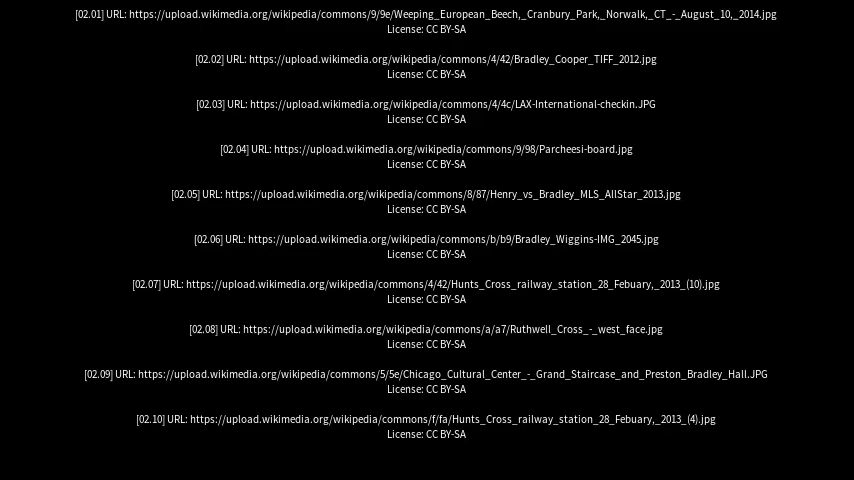 [02.01] URL: https://upload.wikimedia.org/wikipedia/commons/9/9e/Weeping_European_Beech,_Cranbury_Park,_Norwalk,_CT_-_August_10,_2014.jpg
License: CC BY-SA
[02.02] URL: https://upload.wikimedia.org/wikipedia/commons/4/42/Bradley_Cooper_TIFF_2012.jpg
License: CC BY-SA
[02.03] URL: https://upload.wikimedia.org/wikipedia/commons/4/4c/LAX-International-checkin.JPG
License: CC BY-SA
[02.04] URL: https://upload.wikimedia.org/wikipedia/commons/9/98/Parcheesi-board.jpg
License: CC BY-SA
[02.05] URL: https://upload.wikimedia.org/wikipedia/commons/8/87/Henry_vs_Bradley_MLS_AllStar_2013.jpg
License: CC BY-SA
[02.06] URL: https://upload.wikimedia.org/wikipedia/commons/b/b9/Bradley_Wiggins-IMG_2045.jpg
License: CC BY-SA
[02.07] URL: https://upload.wikimedia.org/wikipedia/commons/4/42/Hunts_Cross_railway_station_28_Febuary,_2013_(10).jpg
License: CC BY-SA
[02.08] URL: https://upload.wikimedia.org/wikipedia/commons/a/a7/Ruthwell_Cross_-_west_face.jpg
License: CC BY-SA
[02.09] URL: https://upload.wikimedia.org/wikipedia/commons/5/5e/Chicago_Cultural_Center_-_Grand_Staircase_and_Preston_Bradley_Hall.JPG
License: CC BY-SA
[02.10] URL: https://upload.wikimedia.org/wikipedia/commons/f/fa/Hunts_Cross_railway_station_28_Febuary,_2013_(4).jpg
License: CC BY-SA